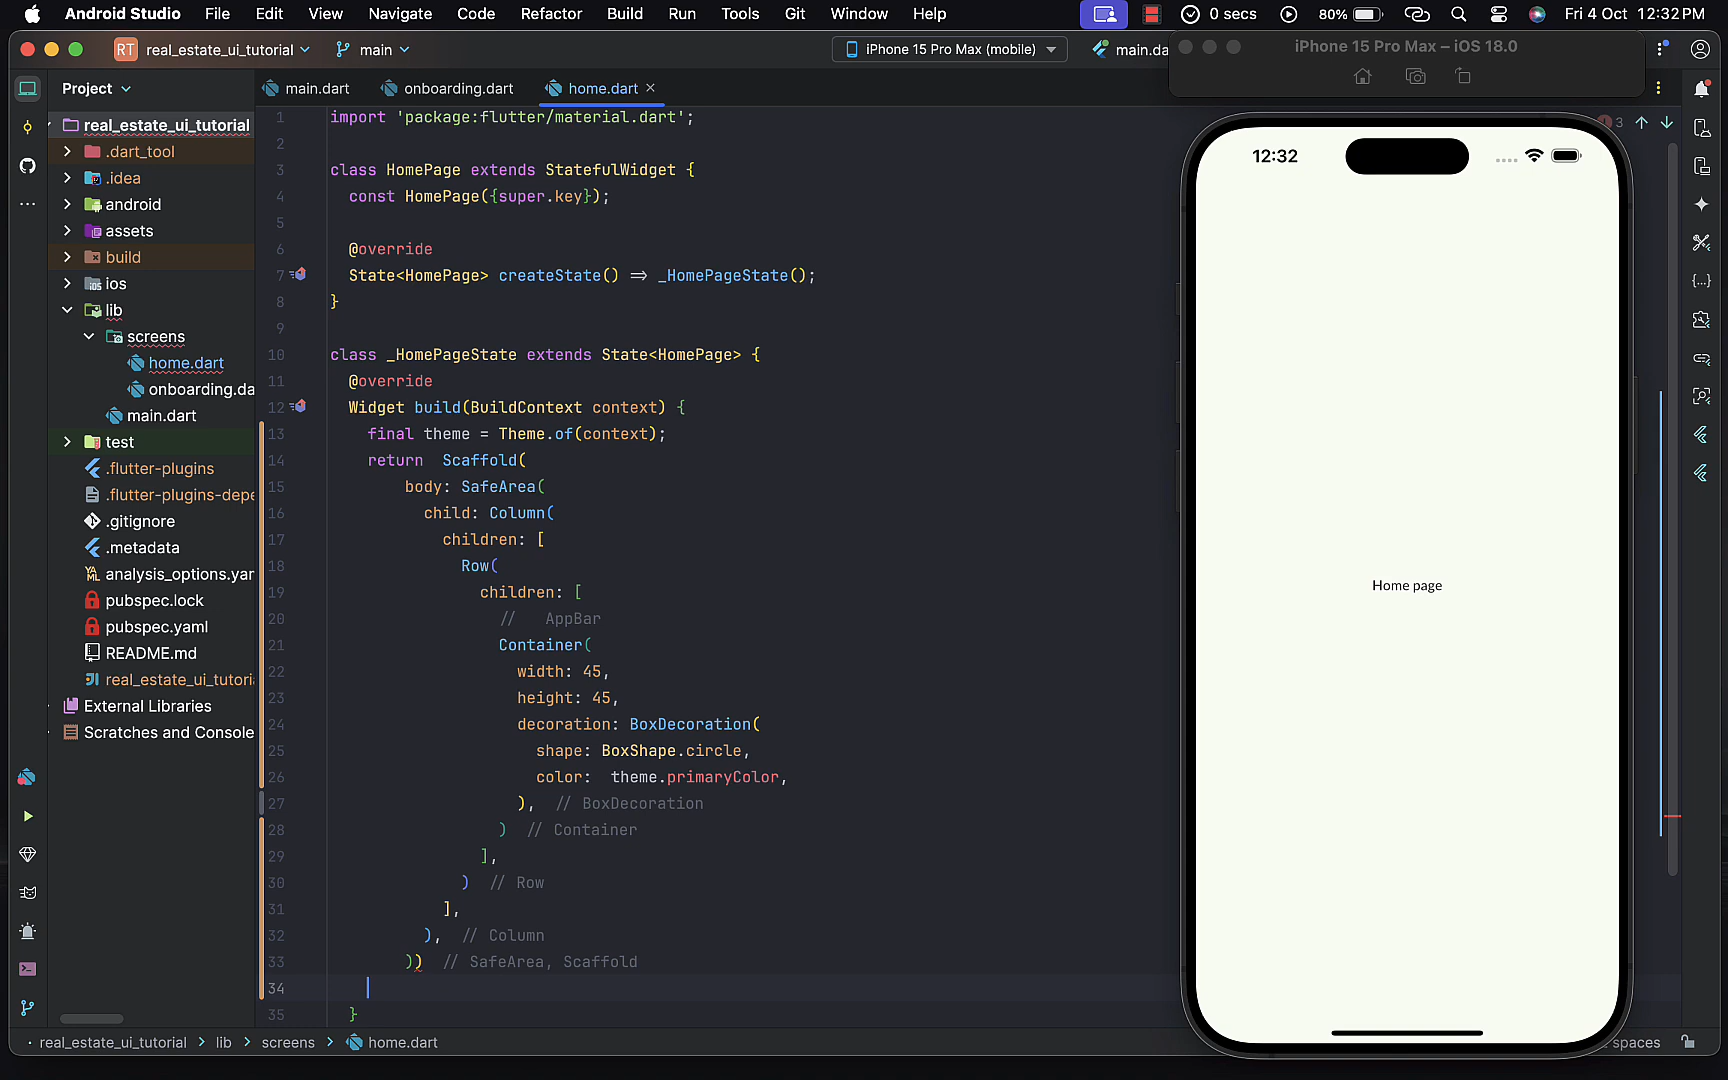 Android Studio File Edit View Navigate Code Refactor Build Run Tools Git Window Help 0 secs 80% Fri 4 Oct 12:32 PM
RT real_estate_ui_tutorial main iPhone 15 Pro Max (mobile) main.da
iPhone 15 Pro Max – iOS 18.0
Project
main.dart onboarding.dart home.dart
real_estate_ui_tutorial
.dart_tool
.idea
android
assets
build
ios
lib
screens
home.dart
onboarding.da
main.dart
test
.flutter-plugins
.flutter-plugins-depe
.gitignore
.metadata
analysis_options.yar
pubspec.lock
pubspec.yaml
README.md
real_estate_ui_tutori
External Libraries
Scratches and Console
1 import 'package:flutter/material.dart';
2
3 class HomePage extends StatefulWidget {
4 const HomePage({super.key});
5
6 @override
7 State<HomePage> createState() => _HomePageState();
8 }
9
10 class _HomePageState extends State<HomePage> {
11 @override
12 Widget build(BuildContext context) {
13 final theme = Theme.of(context);
14 return Scaffold(
15 body: SafeArea(
16 child: Column(
17 children: [
18 Row(
19 children: [
20 // AppBar
21 Container(
22 width: 45,
23 height: 45,
24 decoration: BoxDecoration(
25 shape: BoxShape.circle,
26 color: theme.primaryColor,
27 ), // BoxDecoration
28 ) // Container
29 ],
30 ) // Row
31 ],
32 ), // Column
33 )) // SafeArea, Scaffold
34
35 }
3
12:32
Home page
real_estate_ui_tutorial > lib > screens > home.dart
spaces